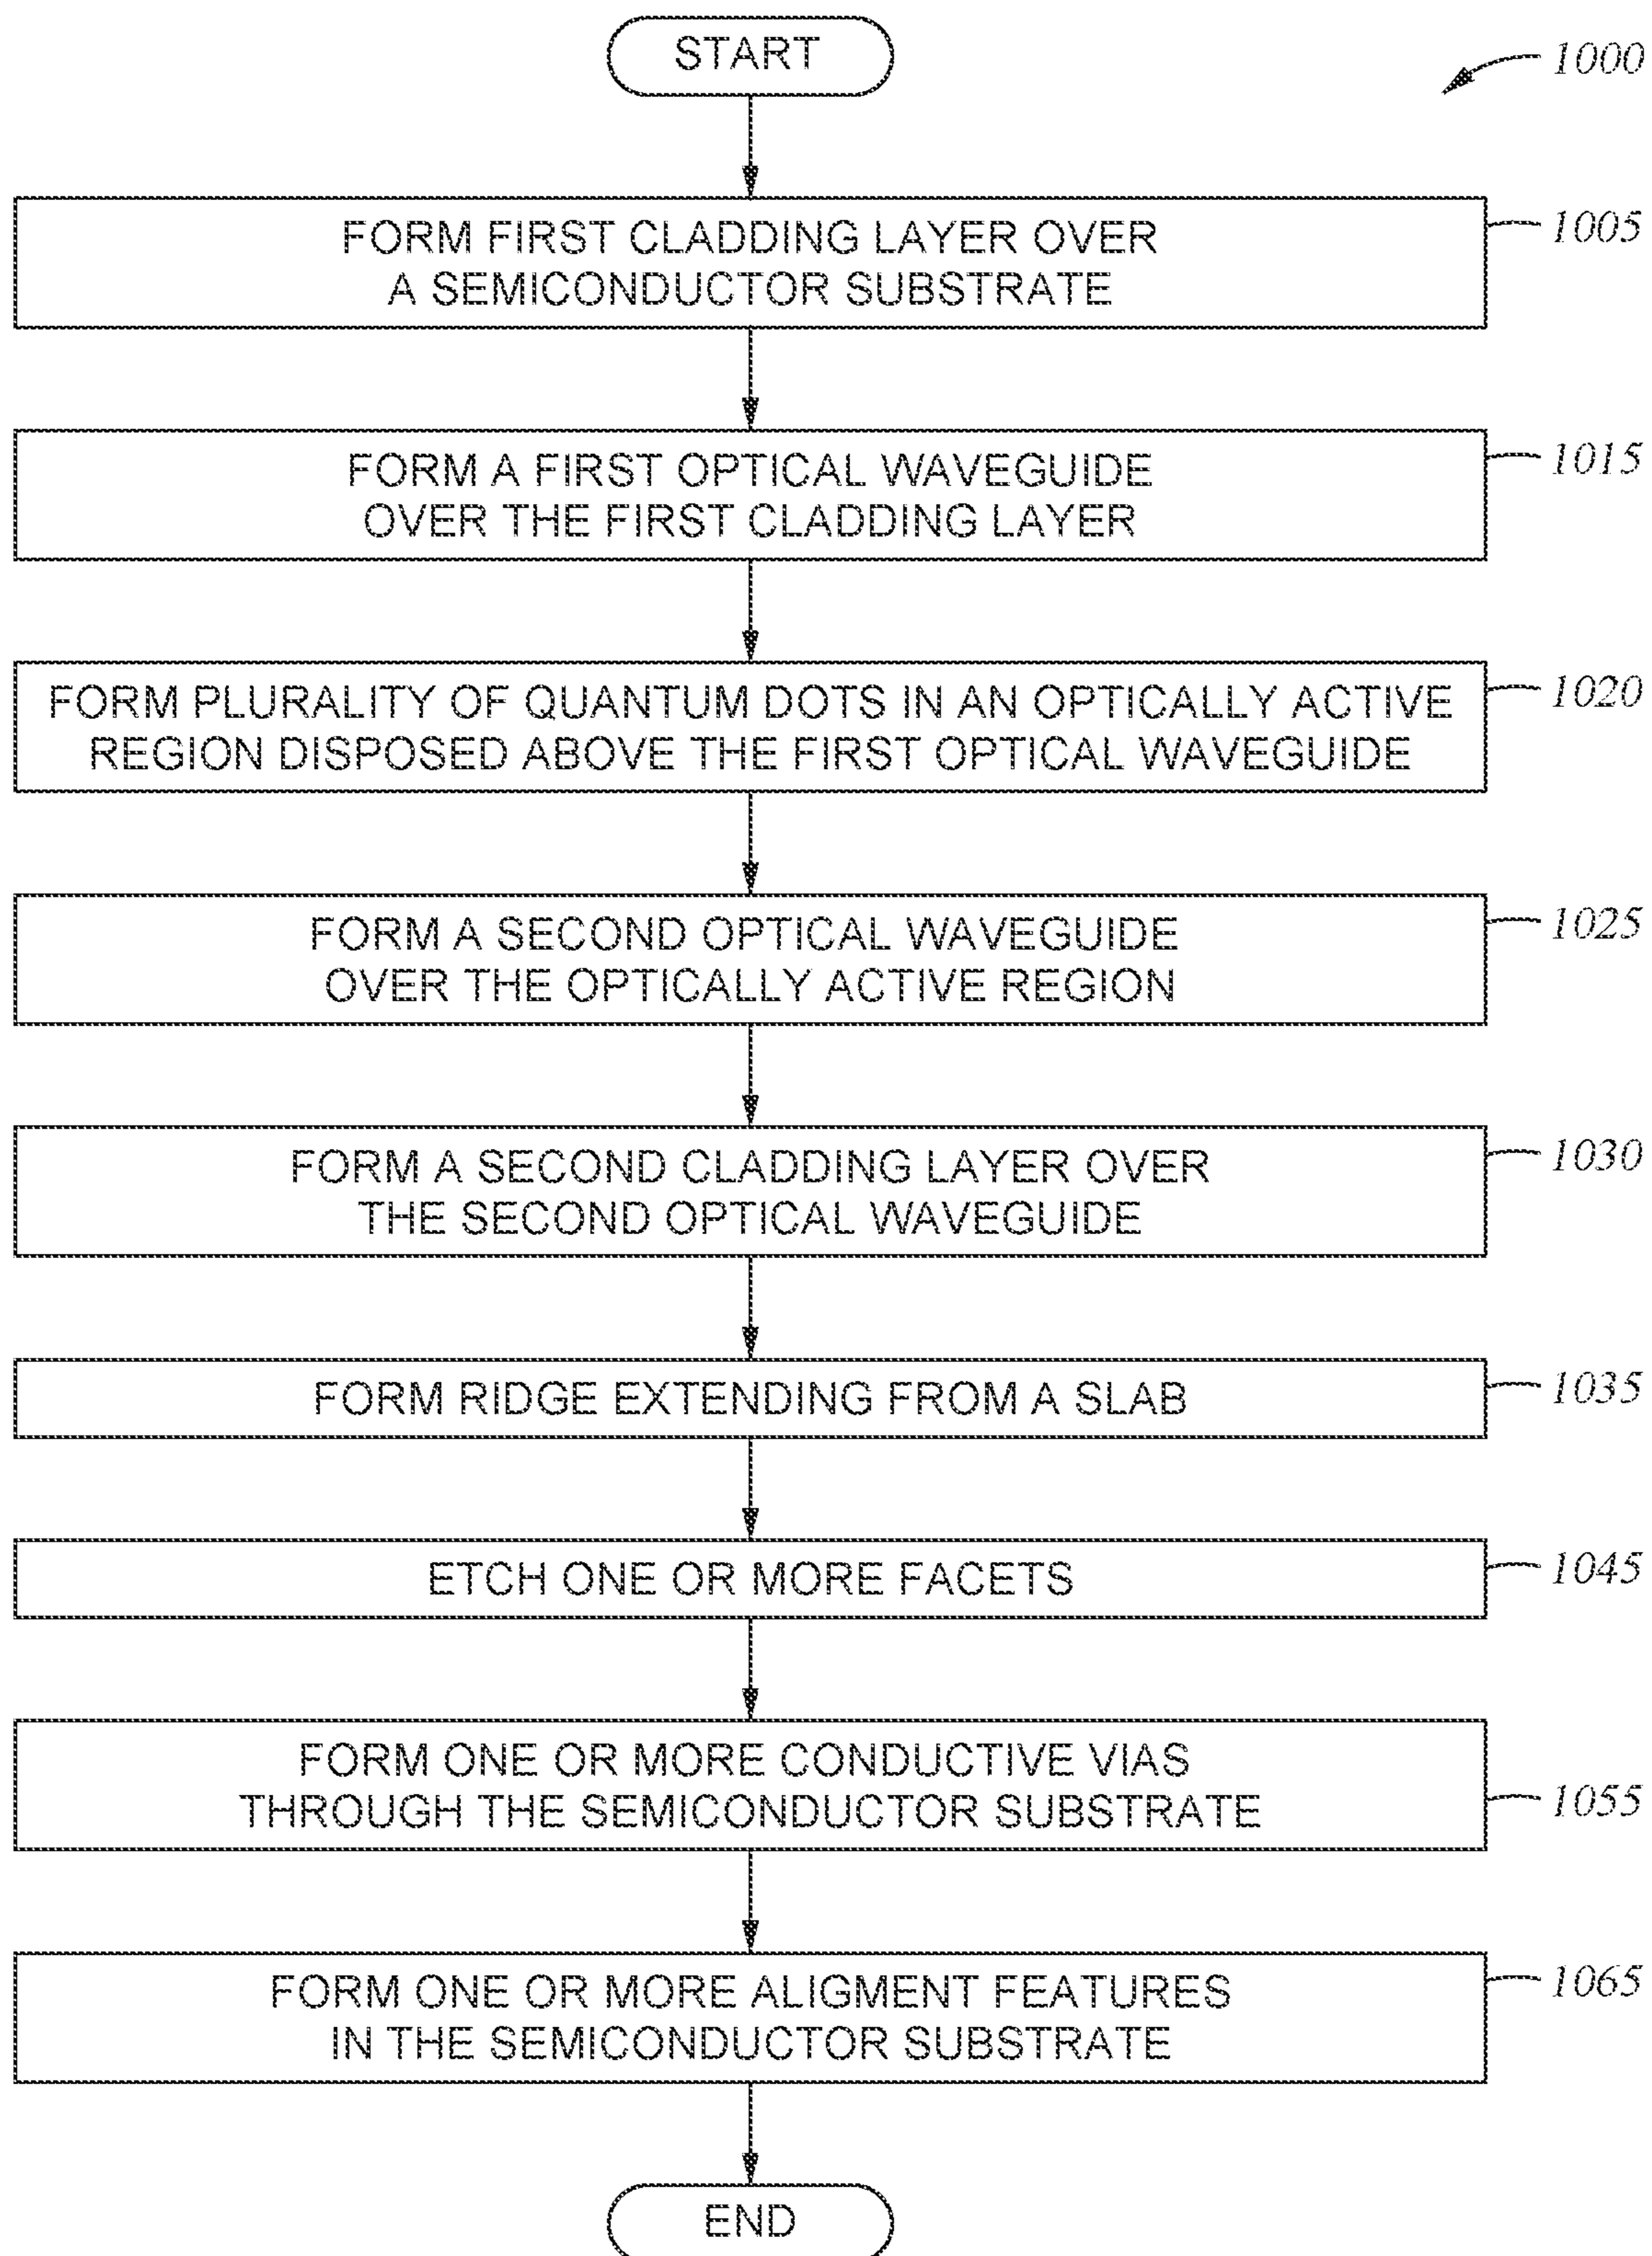 START
1000
FORM FIRST CLADDING LAYER OVER
A SEMICONDUCTOR SUBSTRATE
1005
FORM A FIRST OPTICAL WAVEGUIDE
OVER THE FIRST CLADDING LAYER
1015
FORM PLURALITY OF QUANTUM DOTS IN AN OPTICALLY ACTIVE
REGION DISPOSED ABOVE THE FIRST OPTICAL WAVEGUIDE
1020
FORM A SECOND OPTICAL WAVEGUIDE
OVER THE OPTICALLY ACTIVE REGION
1025
FORM A SECOND CLADDING LAYER OVER
THE SECOND OPTICAL WAVEGUIDE
1030
FORM RIDGE EXTENDING FROM A SLAB
1035
ETCH ONE OR MORE FACETS
1045
FORM ONE OR MORE CONDUCTIVE VIAS
THROUGH THE SEMICONDUCTOR SUBSTRATE
1055
FORM ONE OR MORE ALIGMENT FEATURES
IN THE SEMICONDUCTOR SUBSTRATE
1065
END